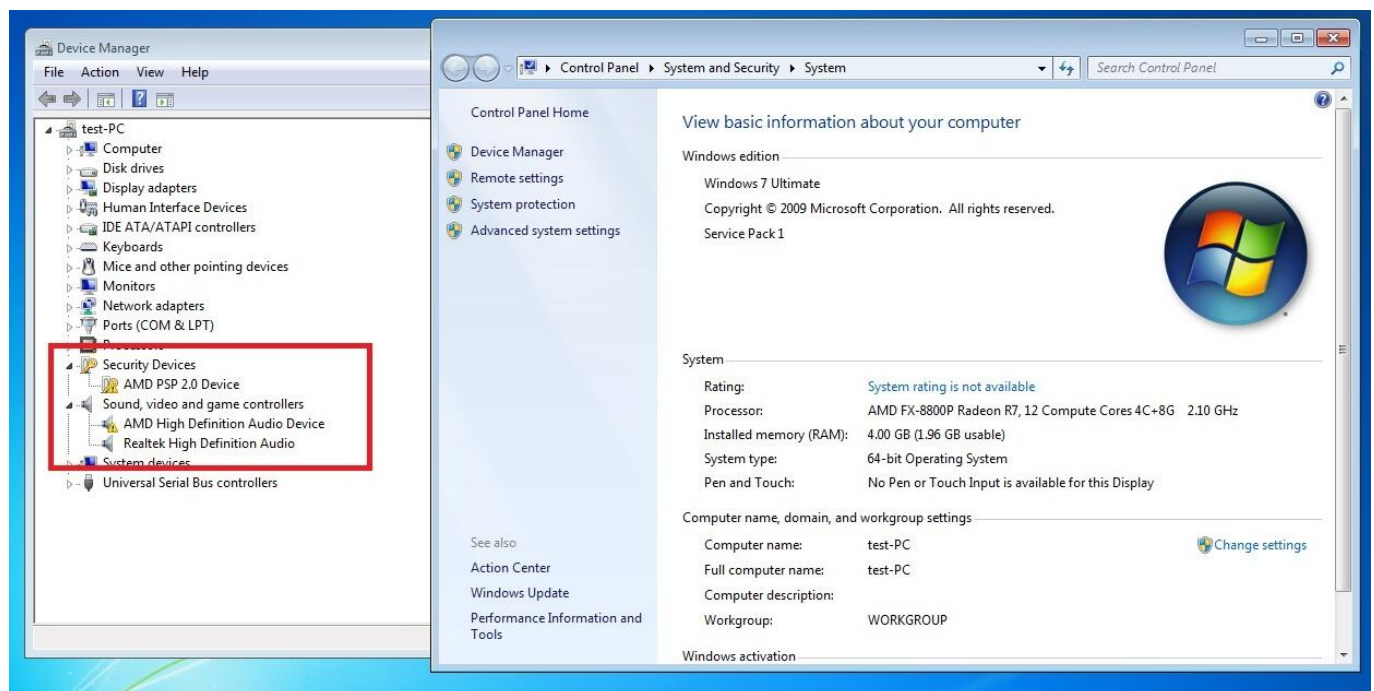 Device Manager
File Action View Help
test-PC
Computer
Disk drives
Display adapters
Human Interface Devices
IDE ATA/ATAPI controllers
Keyboards
Mice and other pointing devices
Monitors
Network adapters
Ports (COM & LPT)
Processors
Security Devices
AMD PSP 2.0 Device
Sound, video and game controllers
AMD High Definition Audio Device
Realtek High Definition Audio
System devices
Universal Serial Bus controllers
Control Panel System and Security System
Search Control Panel
Control Panel Home
Device Manager
Remote settings
System protection
Advanced system settings
See also
Action Center
Windows Update
Performance Information and
Tools
View basic information about your computer
Windows edition
Windows 7 Ultimate
Copyright © 2009 Microsoft Corporation. All rights reserved.
Service Pack 1
System
Rating: System rating is not available
Processor: AMD FX-8800P Radeon R7, 12 Compute Cores 4C+8G 2.10 GHz
Installed memory (RAM): 4.00 GB (1.96 GB usable)
System type: 64-bit Operating System
Pen and Touch: No Pen or Touch Input is available for this Display
Computer name, domain, and workgroup settings
Computer name: test-PC Change settings
Full computer name: test-PC
Computer description:
Workgroup: WORKGROUP
Windows activation